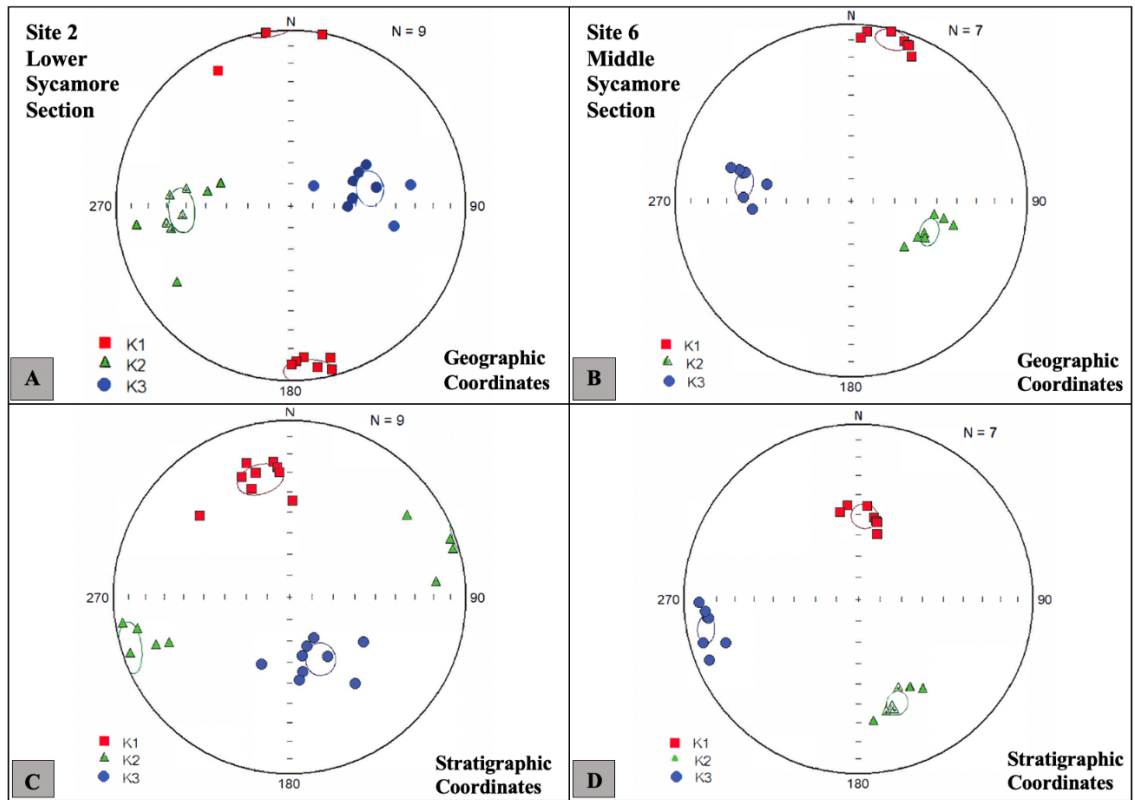 Site 2
Lower
Sycamore
Section
N
N = 9
270
90
180
K1
K2
K3
A
Geographic
Coordinates
Site 6
Middle
Sycamore
Section
N
N = 7
270
90
180
K1
K2
K3
B
Geographic
Coordinates
N
N = 9
270
90
180
K1
K2
K3
C
Stratigraphic
Coordinates
N
N = 7
270
90
180
K1
K2
K3
D
Stratigraphic
Coordinates